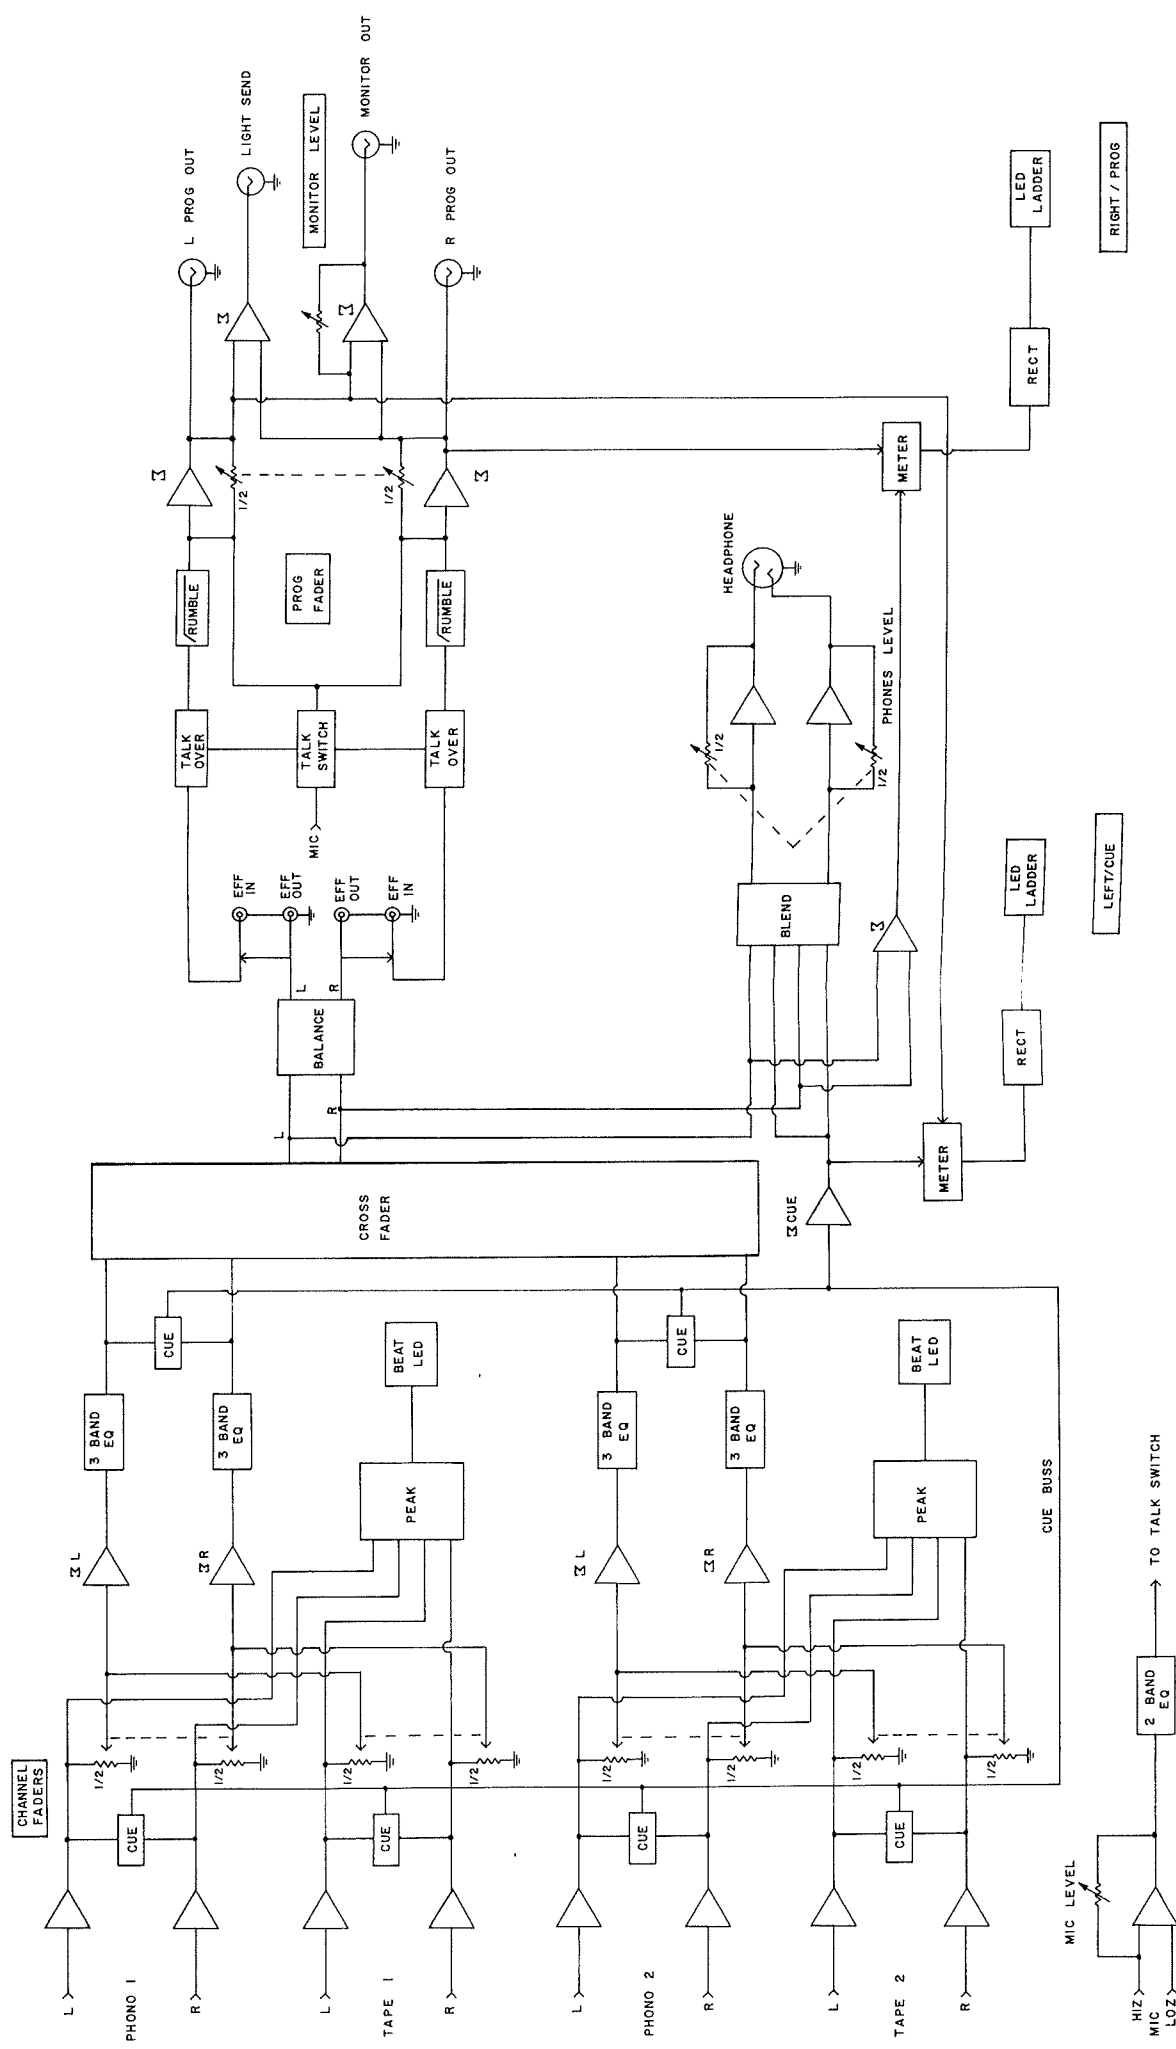 CHANNEL
FADERS
L
PHONO 1
R
L
TAPE 1
R
L
PHONO 2
R
L
TAPE 2
R
HIZ
MIC
LOZ
MIC LEVEL
CUE
CUE
CUE
CUE
1/2
1/2
1/2
1/2
1/2
1/2
1/2
1/2
Σ L
Σ R
Σ L
Σ R
3 BAND
EQ
3 BAND
EQ
3 BAND
EQ
3 BAND
EQ
2 BAND
EQ
TO TALK SWITCH
PEAK
BEAT
LED
PEAK
BEAT
LED
CUE
CUE
CUE BUSS
CROSS
FADER
Σ CUE
L
R
BALANCE
L
R
EFF
IN
EFF
OUT
EFF
OUT
EFF
IN
MIC
TALK
OVER
TALK
SWITCH
TALK
OVER
/RUMBLE
PROG
FADER
/RUMBLE
1/2
1/2
Σ
Σ
Σ
Σ
L PROG OUT
LIGHT SEND
MONITOR LEVEL
MONITOR OUT
R PROG OUT
BLEND
1/2
1/2
PHONES LEVEL
HEADPHONE
Σ
METER
RECT
LED
LADDER
LEFT/CUE
METER
RECT
LED
LADDER
RIGHT / PROG